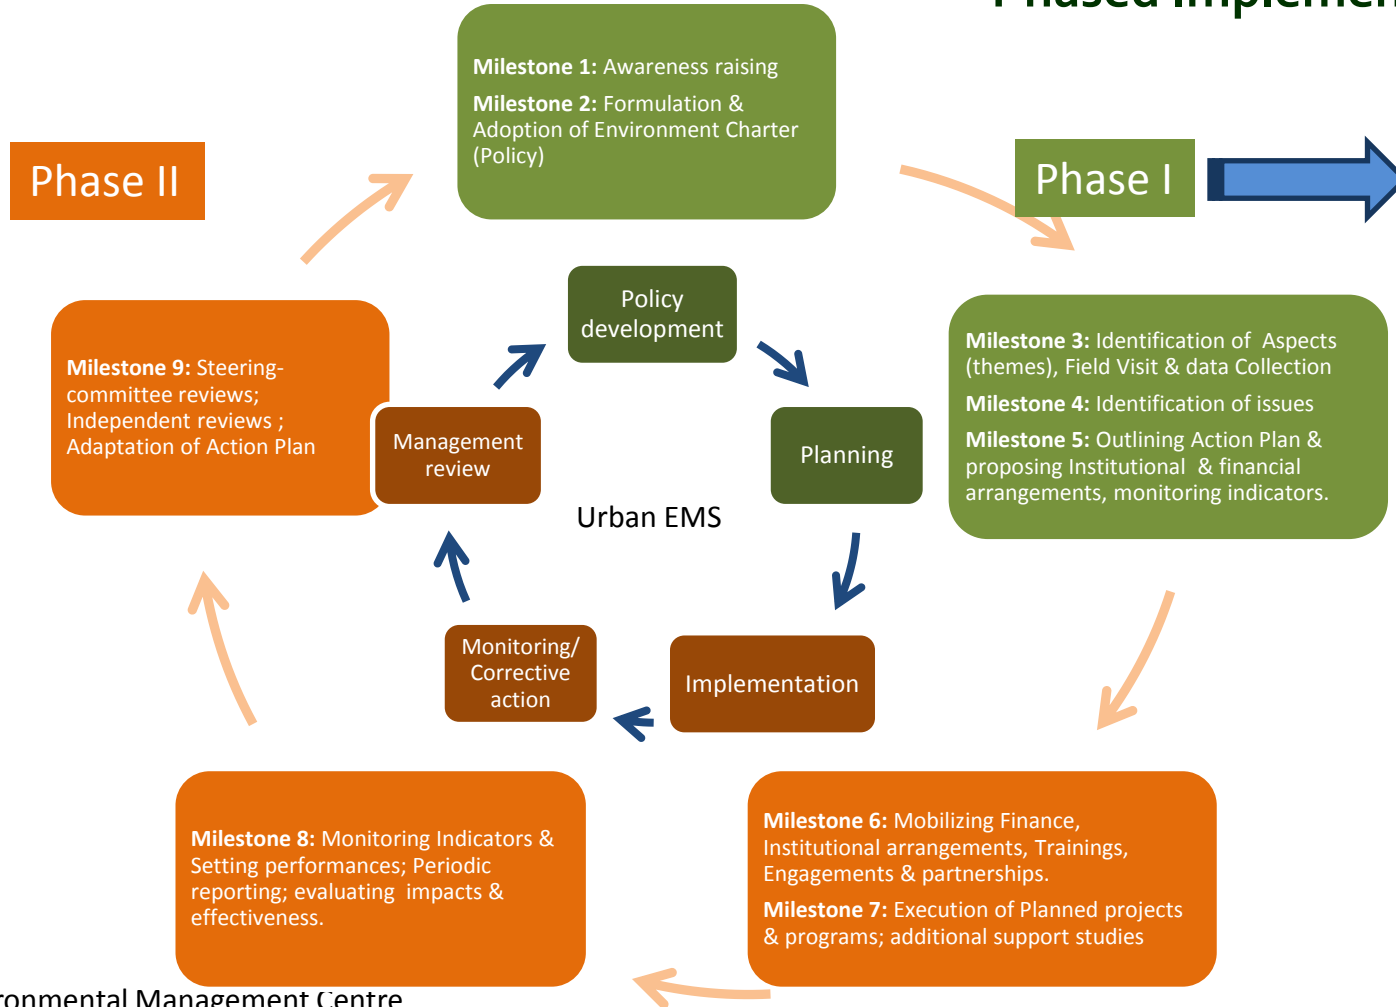 Milestone 1: Awareness raising
Milestone 2: Formulation &
Adoption of Environment Charter
(Policy)
Phase II
Phase I
Policy
development
Milestone 9: Steering-
committee reviews;
Independent reviews ;
Adaptation of Action Plan
Management
review
Planning
Milestone 3: Identification of Aspects
(themes), Field Visit & data Collection
Milestone 4: Identification of issues
Milestone 5: Outlining Action Plan &
proposing Institutional & financial
arrangements, monitoring indicators.
Urban EMS
Monitoring/
Corrective
action
Implementation
Milestone 8: Monitoring Indicators &
Setting performances; Periodic
reporting; evaluating impacts &
effectiveness.
Milestone 6: Mobilizing Finance,
Institutional arrangements, Trainings,
Engagements & partnerships.
Milestone 7: Execution of Planned projects
& programs; additional support studies
Management Centre